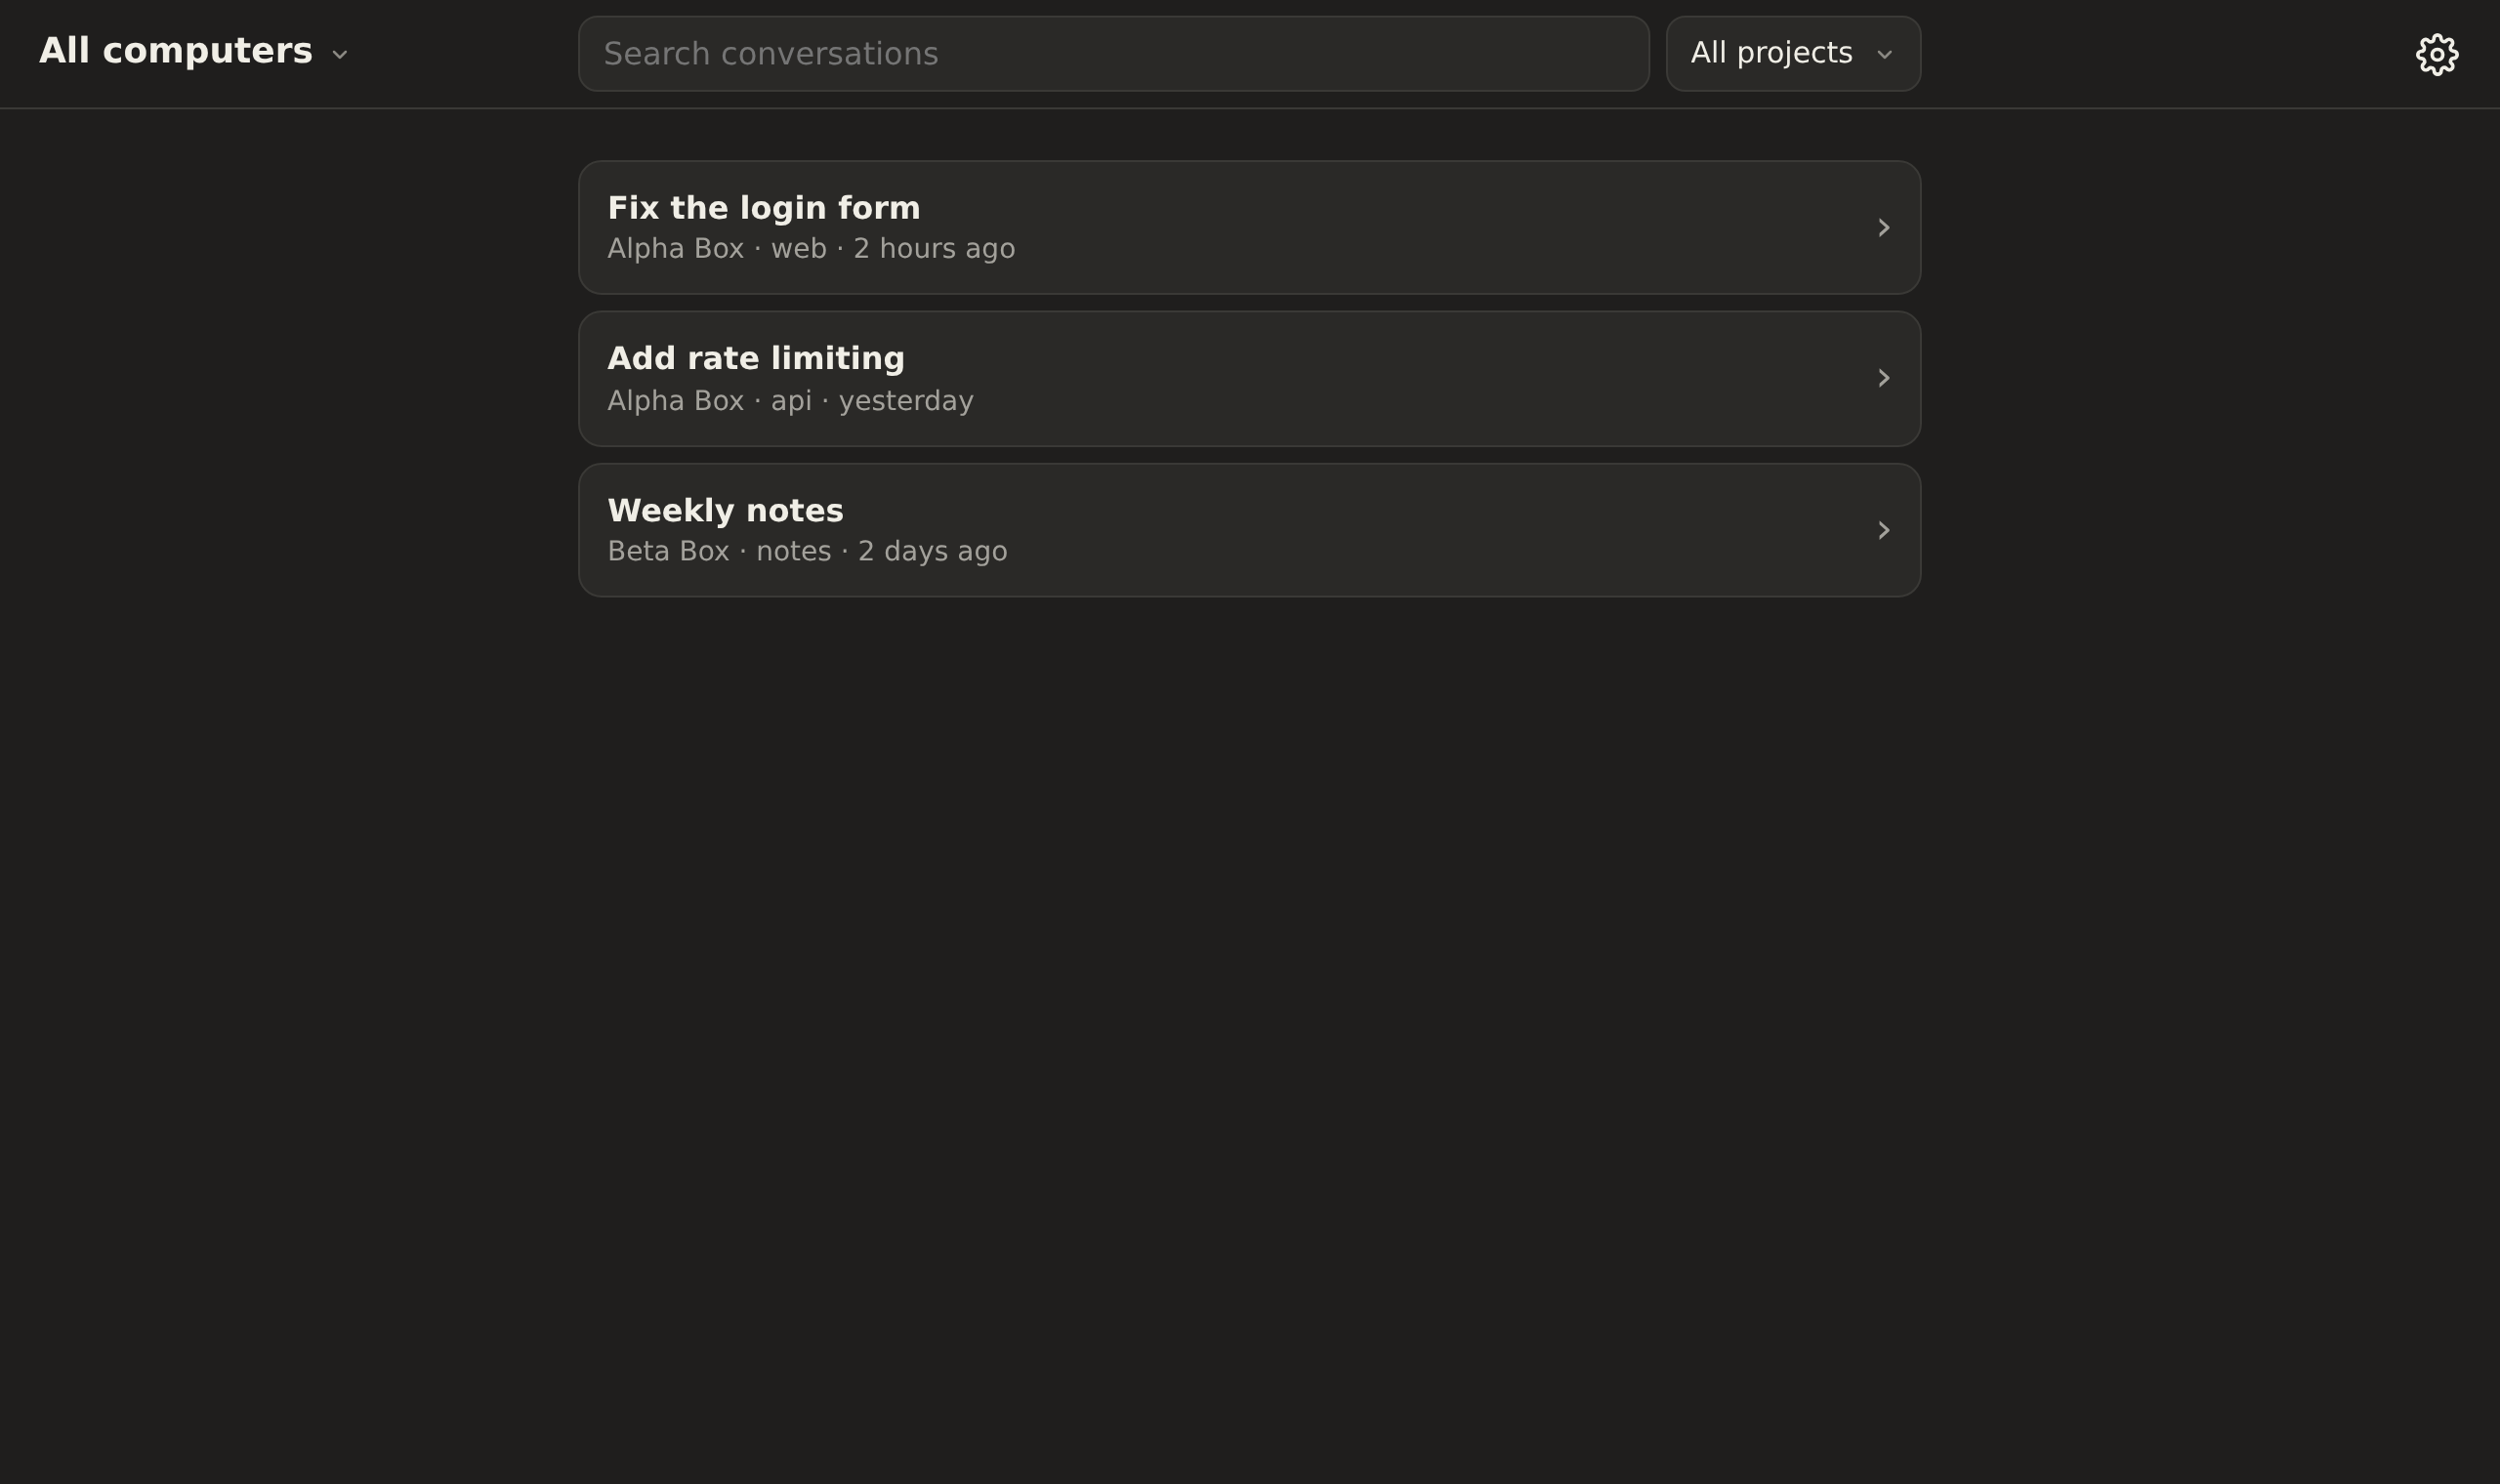 All computers
Search conversations
All projects
Fix the login form
Alpha Box · web · 2 hours ago
Add rate limiting
Alpha Box · api · yesterday
Weekly notes
Beta Box · notes · 2 days ago